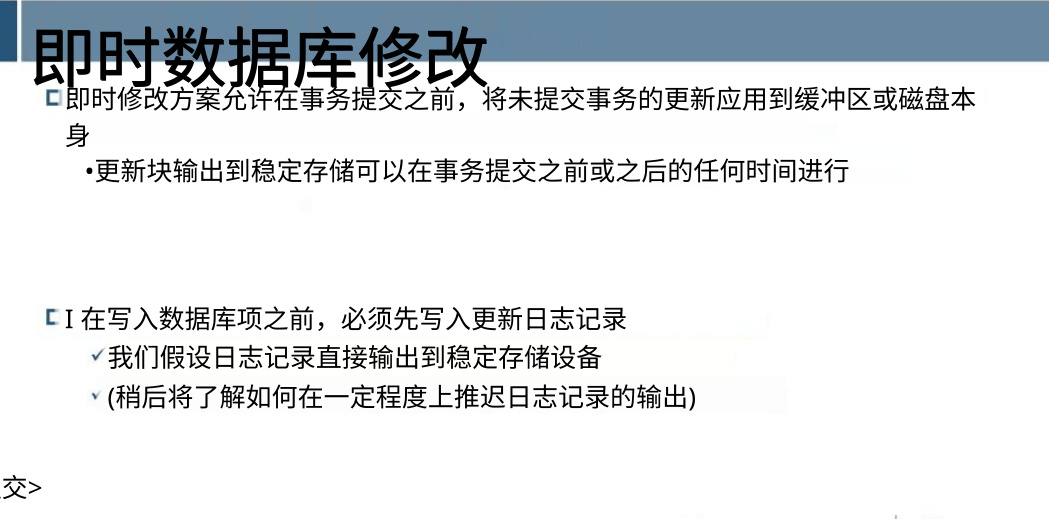 即时数据库修改
即时修改方案允许在事务提交之前，将未提交事务的更新应用到缓冲区或磁盘本
身
•更新块输出到稳定存储可以在事务提交之前或之后的任何时间进行
I 在写入数据库项之前，必须先写入更新日志记录
我们假设日志记录直接输出到稳定存储设备
(稍后将了解如何在一定程度上推迟日志记录的输出)
交>